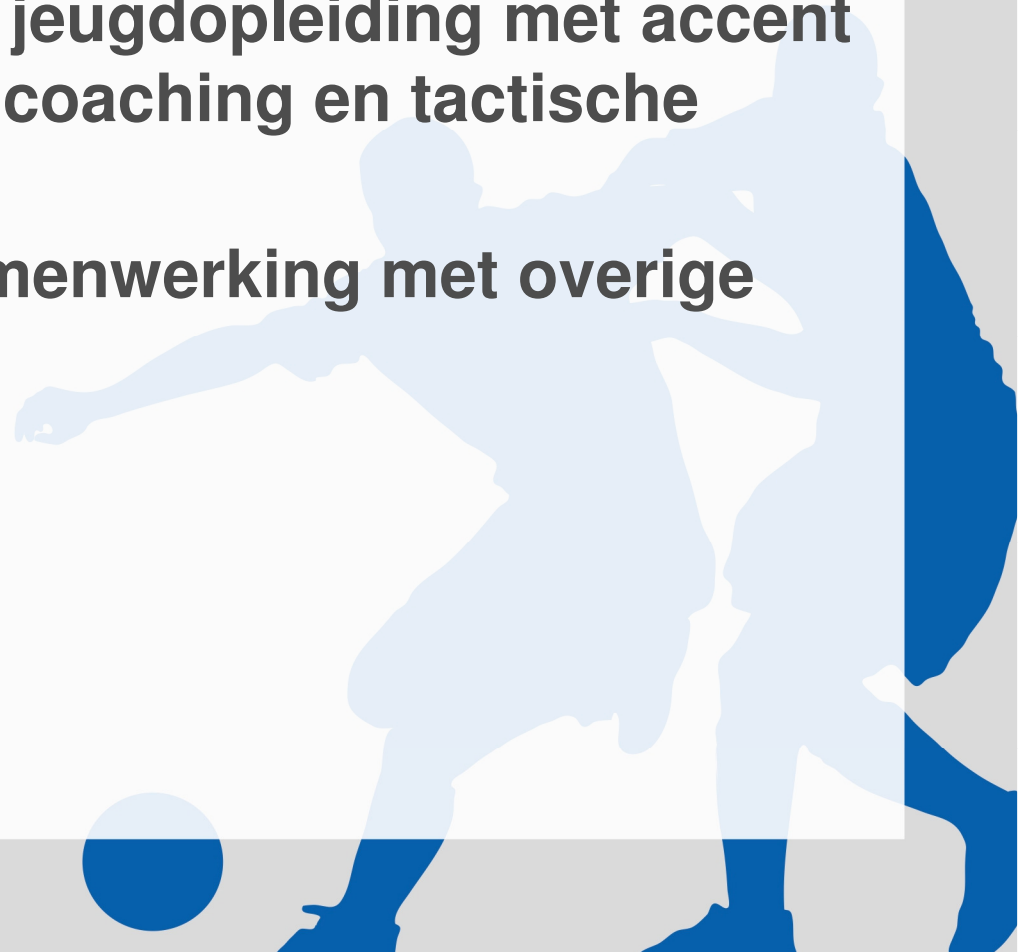 jeugdopleiding met accent
coaching en tactische
menwerking met overige